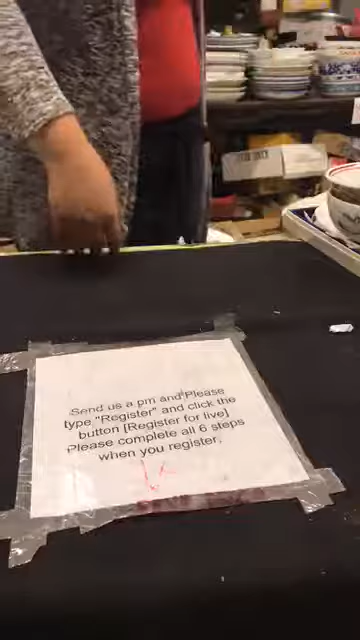 Send us a pm and Please
type "Register" and click the
button [Register for live]
Please complete all 6 steps
when you register.